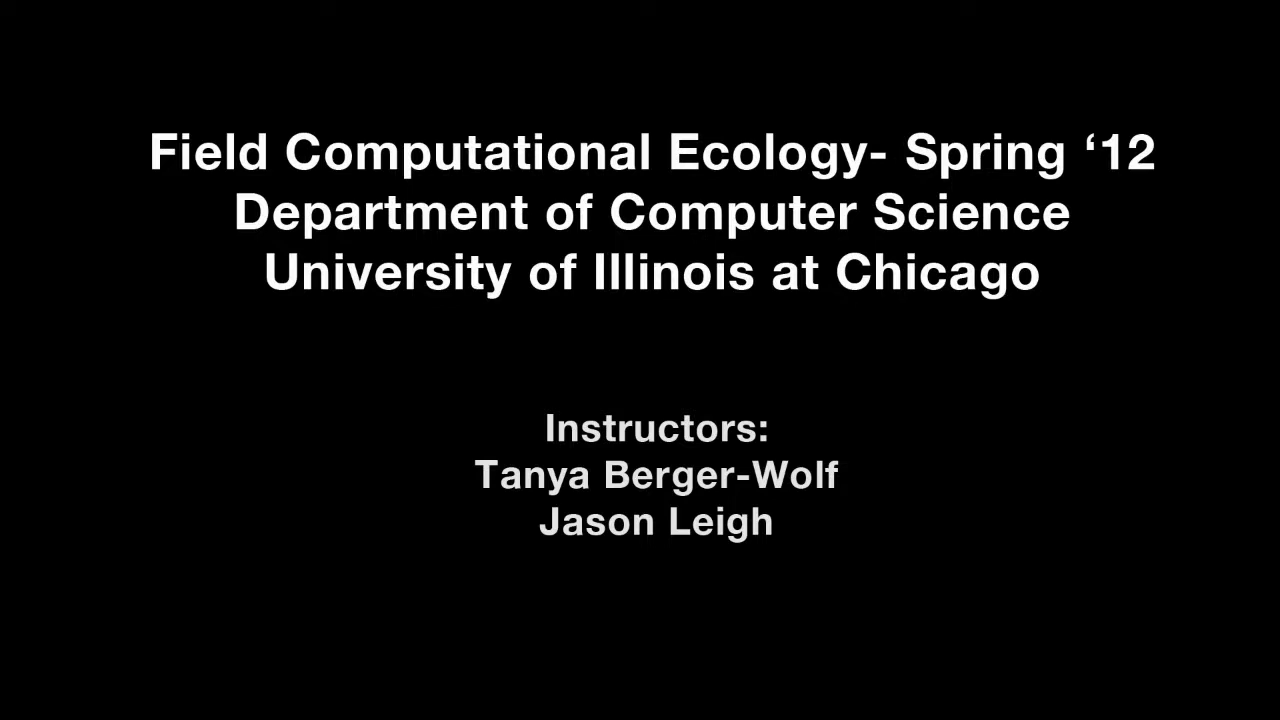 Field Computational Ecology- Spring ‘12
Department of Computer Science
University of Illinois at Chicago
Instructors:
Tanya Berger-Wolf
Jason Leigh